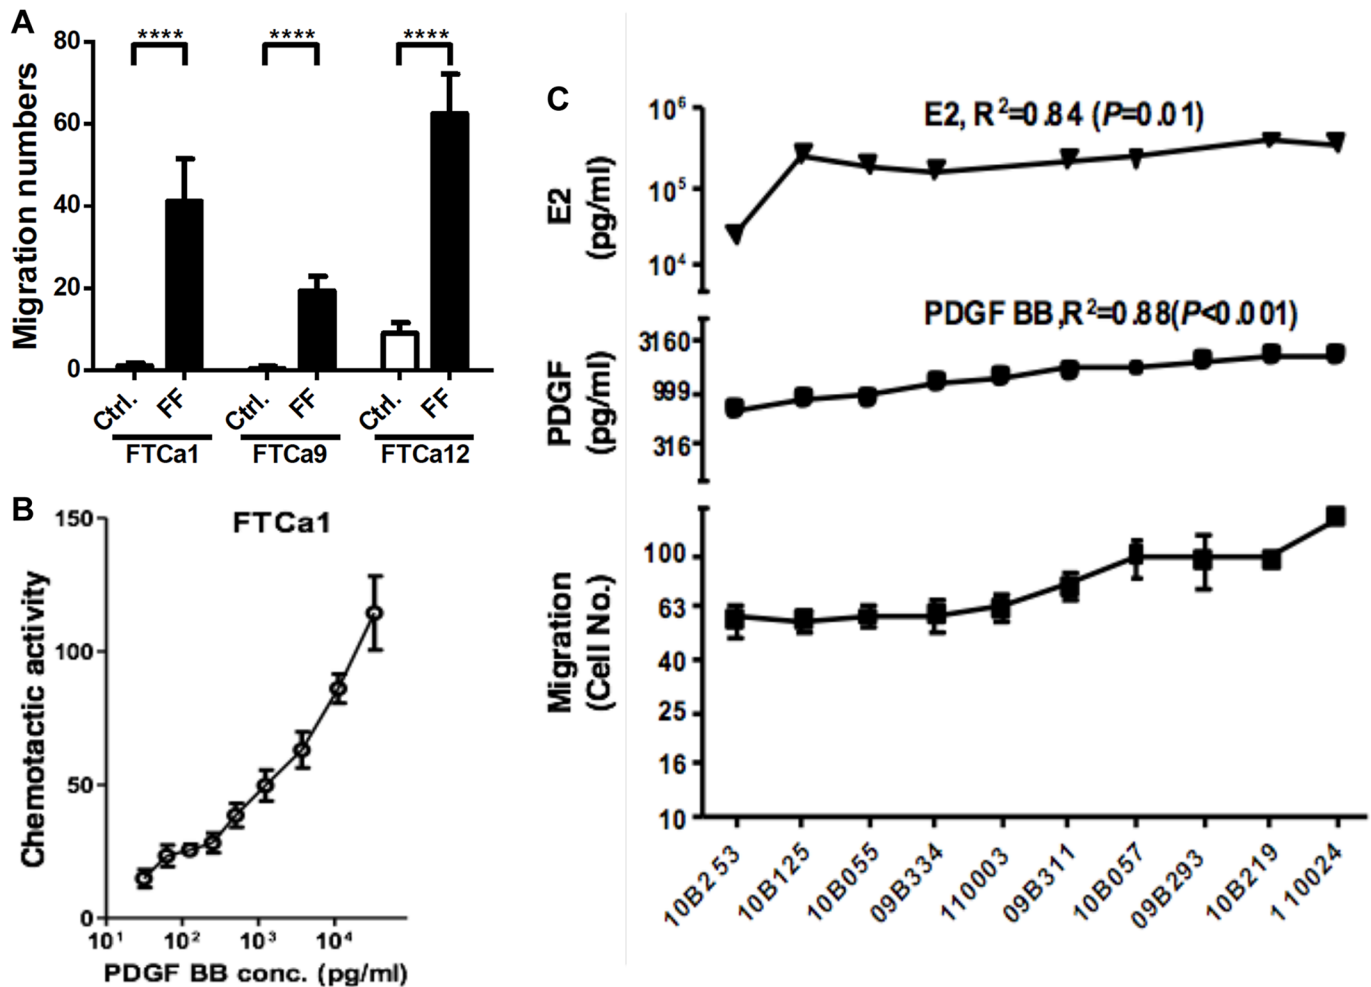 A
Migration numbers
80
60
40
20
0
**** **** ****
Ctrl. FF Ctrl. FF Ctrl. FF
FTCa1 FTCa9 FTCa12
B
FTCa1
Chemotactic activity
150
100
50
0
10¹ 10² 10³ 10⁴
PDGF BB conc. (pg/ml)
C
E2, R²=0.84 (P=0.01)
E2
(pg/ml)
10⁶
10⁵
10⁴
PDGF BB,R²=0.88(P<0.001)
PDGF
(pg/ml)
3160
999
316
Migration
(Cell No.)
100
63
40
25
16
10
10B253 10B125 10B055 09B334 110003 09B311 10B057 09B293 10B219 110024